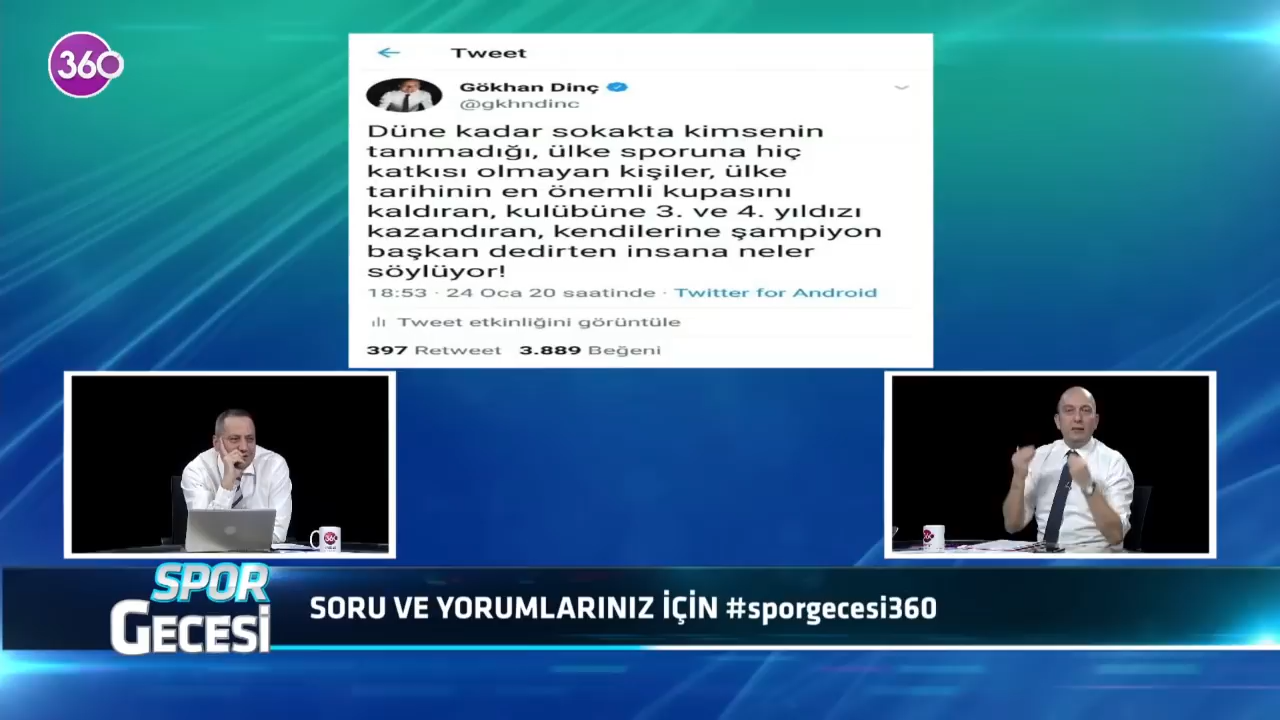 360
Tweet
Gökhan Dinç
@gkhndinc
Düne kadar sokakta kimsenin
tanımadığı, ülke sporuna hiç
katkısı olmayan kişiler, ülke
tarihinin en önemli kupasını
kaldıran, kulübüne 3. ve 4. yıldızı
kazandıran, kendilerine şampiyon
başkan dedirten insana neler
söylüyor!
18:53 · 24 Oca 20 saatinde · Twitter for Android
Tweet etkinliğini görüntüle
397 Retweet 3.889 Beğeni
360
SPOR
GECESİ
SORU VE YORUMLARINIZ İÇİN #sporgecesi360